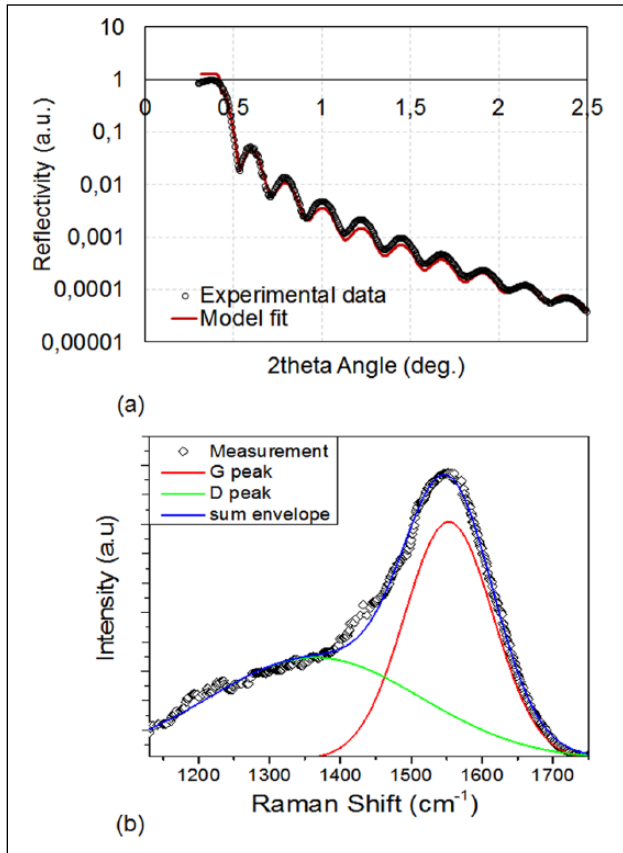 10
1
0 0,5 1 1,5 2 2,5
0,1
0,01
0,001
0,0001
0,00001
Reflectivity (a.u.)
Experimental data
Model fit
2theta Angle (deg.)
(a)
Measurement
G peak
D peak
sum envelope
Intensity (a.u)
1200 1300 1400 1500 1600 1700
Raman Shift (cm⁻¹)
(b)